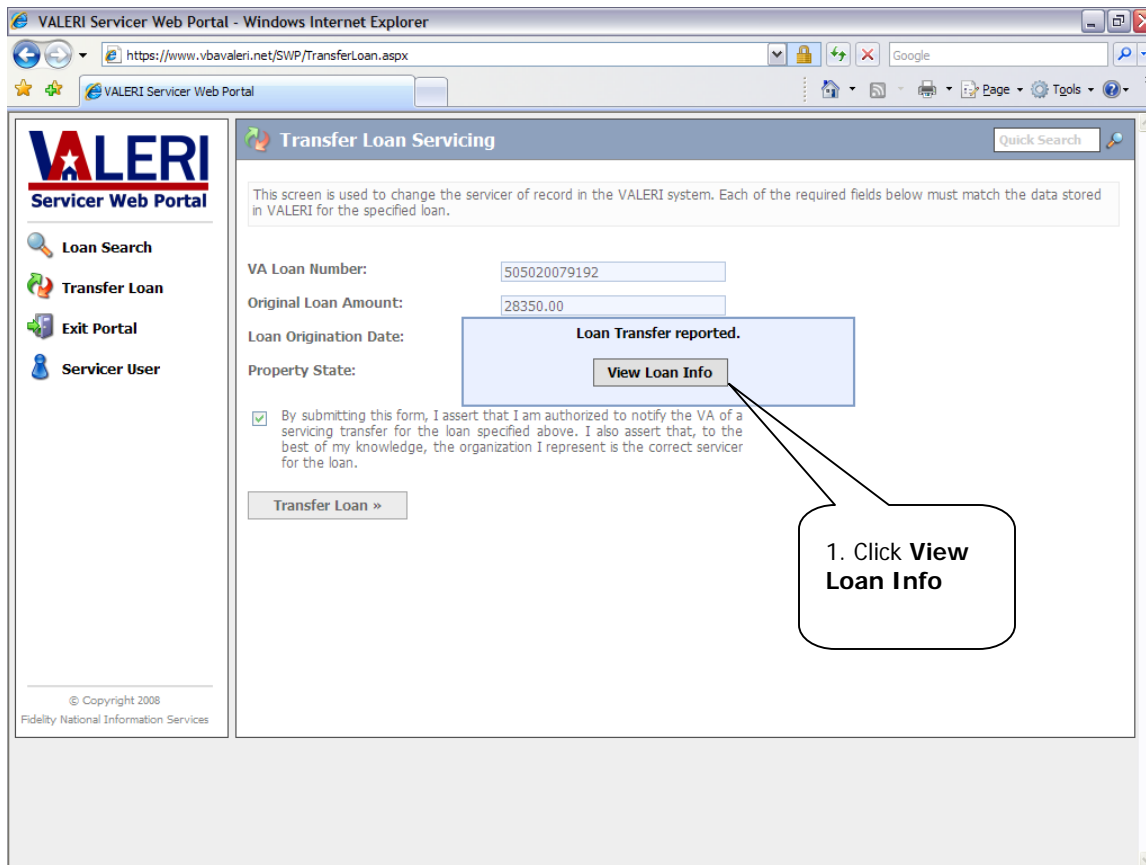 VALERI Servicer Web Portal - Windows Internet Explorer
https://www.vbavaleri.net/SWP/TransferLoan.aspx
Google
VALERI Servicer Web Portal
Page
Tools
VALERI
Servicer Web Portal
Loan Search
Transfer Loan
Exit Portal
Servicer User
© Copyright 2008
Fidelity National Information Services
Transfer Loan Servicing
Quick Search
This screen is used to change the servicer of record in the VALERI system. Each of the required fields below must match the data stored
in VALERI for the specified loan.
VA Loan Number:
505020079192
Original Loan Amount:
28350.00
Loan Origination Date:
Property State:
Loan Transfer reported.
View Loan Info
By submitting this form, I assert that I am authorized to notify the VA of a
servicing transfer for the loan specified above. I also assert that, to the
best of my knowledge, the organization I represent is the correct servicer
for the loan.
Transfer Loan »
1. Click View
Loan Info